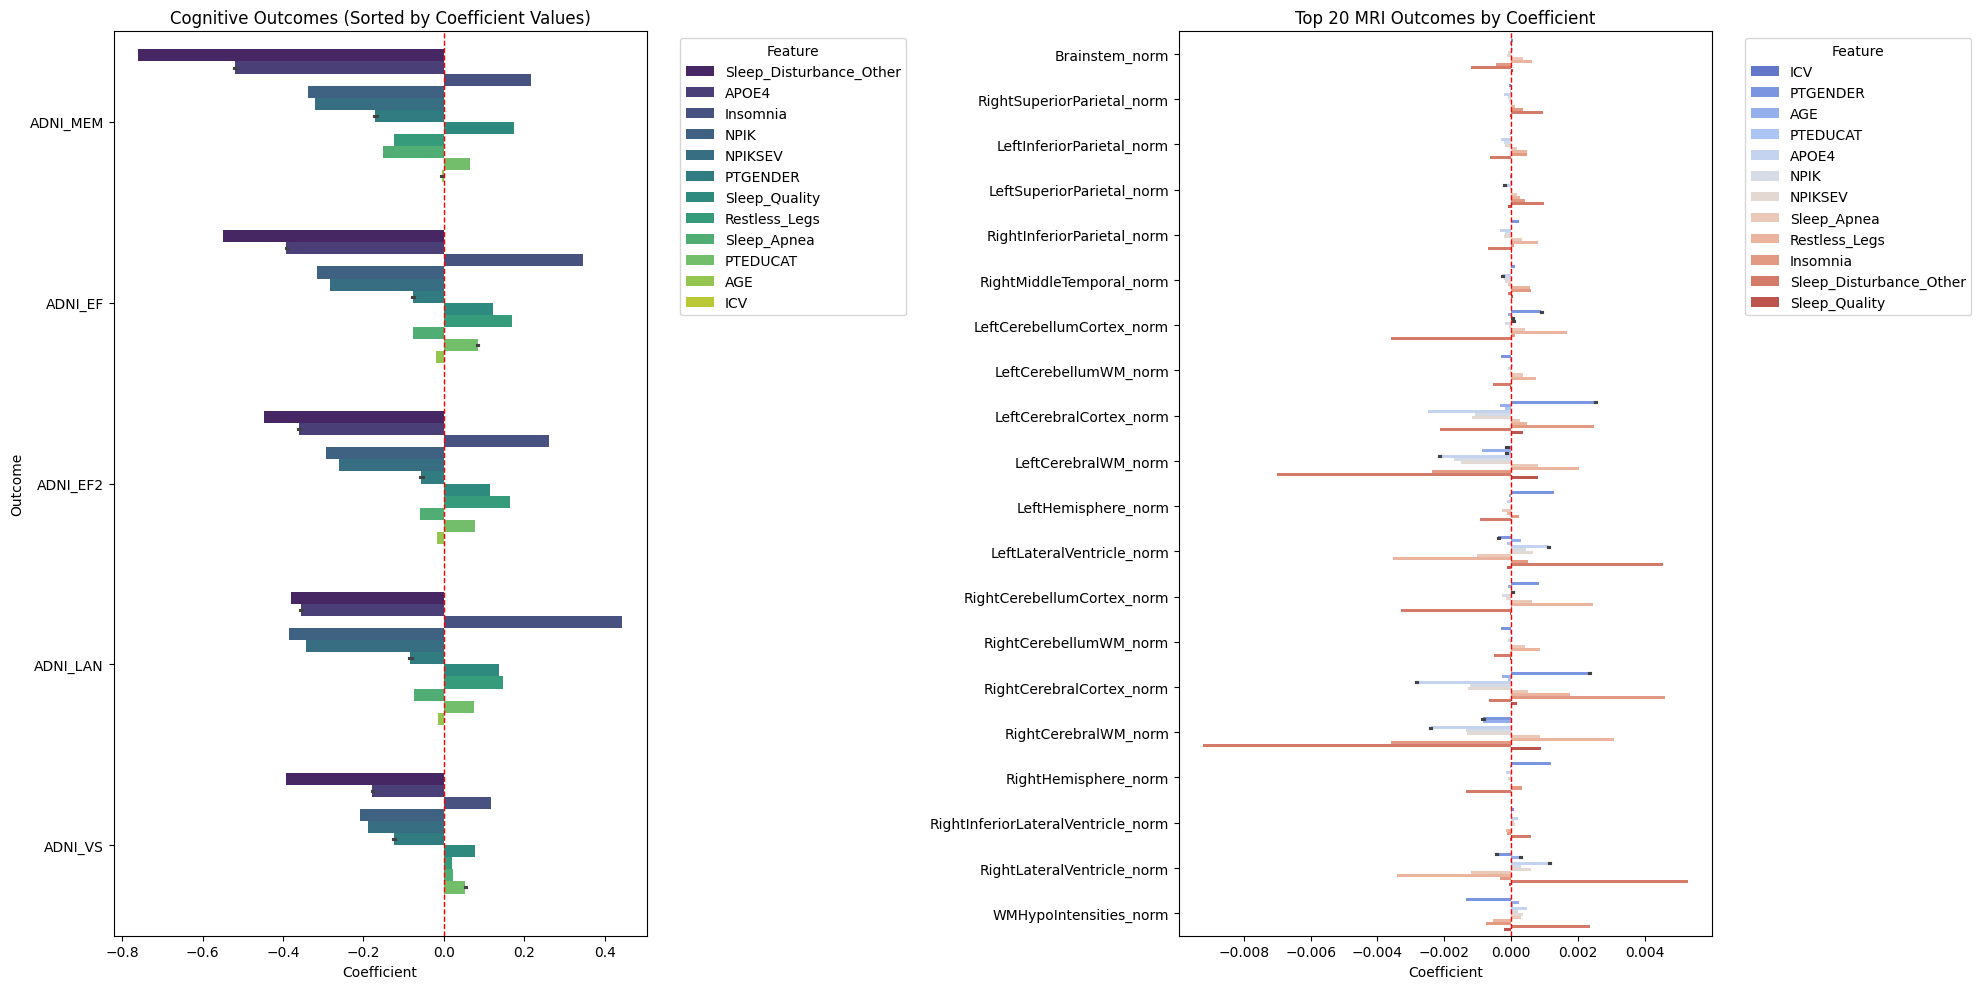 Cognitive Outcomes (Sorted by Coefficient Values)
Outcome
ADNI_MEM
ADNI_EF
ADNI_EF2
ADNI_LAN
ADNI_VS
−0.8 −0.6 −0.4 −0.2 0.0 0.2 0.4
Coefficient
Feature
Sleep_Disturbance_Other
APOE4
Insomnia
NPIK
NPIKSEV
PTGENDER
Sleep_Quality
Restless_Legs
Sleep_Apnea
PTEDUCAT
AGE
ICV
Top 20 MRI Outcomes by Coefficient
Brainstem_norm
RightSuperiorParietal_norm
LeftInferiorParietal_norm
LeftSuperiorParietal_norm
RightInferiorParietal_norm
RightMiddleTemporal_norm
LeftCerebellumCortex_norm
LeftCerebellumWM_norm
LeftCerebralCortex_norm
LeftCerebralWM_norm
LeftHemisphere_norm
LeftLateralVentricle_norm
RightCerebellumCortex_norm
RightCerebellumWM_norm
RightCerebralCortex_norm
RightCerebralWM_norm
RightHemisphere_norm
RightInferiorLateralVentricle_norm
RightLateralVentricle_norm
WMHypoIntensities_norm
−0.008 −0.006 −0.004 −0.002 0.000 0.002 0.004
Coefficient
Feature
ICV
PTGENDER
AGE
PTEDUCAT
APOE4
NPIK
NPIKSEV
Sleep_Apnea
Restless_Legs
Insomnia
Sleep_Disturbance_Other
Sleep_Quality